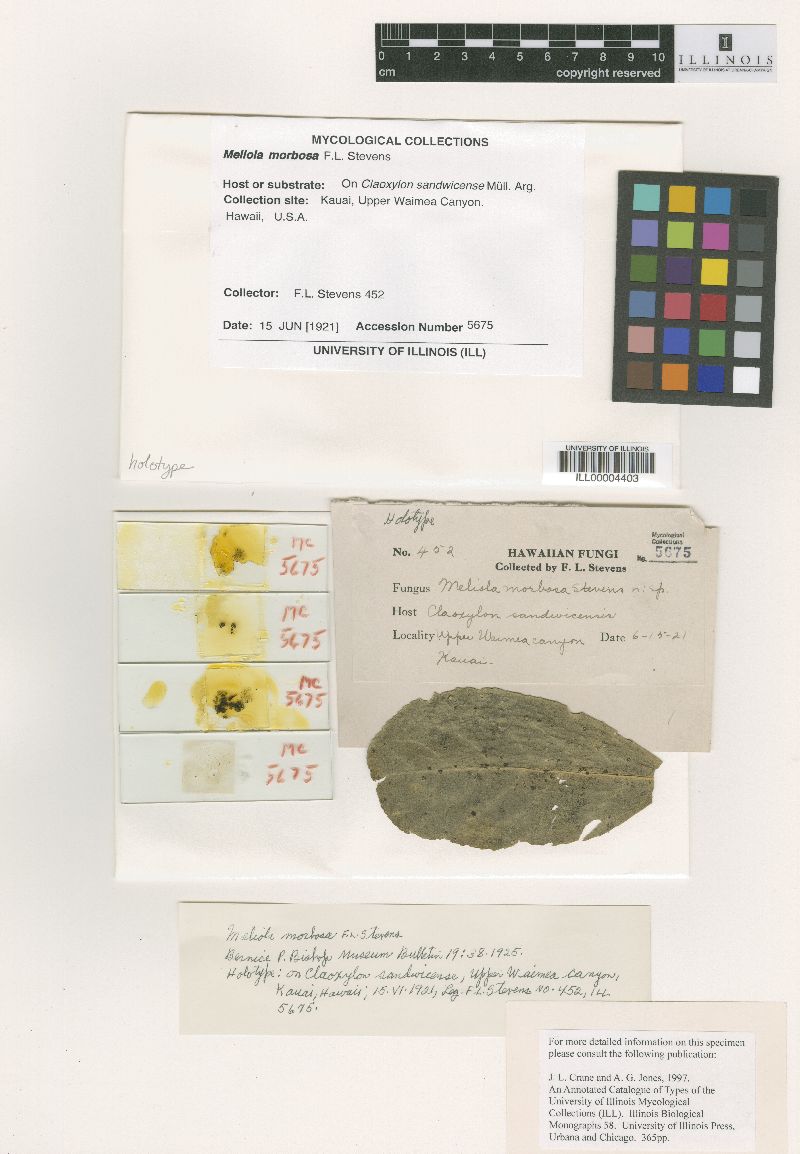 0 1 2 3 4 5 6 7 8 9 10
cm
copyright reserved
ILLINOIS
MYCOLOGICAL COLLECTIONS
Meliola morbosa F.L. Stevens
Host or substrate: On Claoxylon sandwicense Müll. Arg.
Collection site: Kauai, Upper Waimea Canyon.
Hawaii, U.S.A.
Collector: F.L. Stevens 452
Date: 15 JUN [1921] Accession Number 5675
UNIVERSITY OF ILLINOIS (ILL)
holotype
UNIVERSITY OF ILLINOIS
ILL00004403
MC
5675
MC
5675
MC
5675
MC
5675
Holotype
No. 452 HAWAIIAN FUNGI
Collected by F. L. Stevens
Mycological
Collections
No. 5675
Fungus Meliola morbosa Stevens n. sp.
Host Claoxylon sandwicensis
Locality Upper Waimea canyon Date 6-15-21
Kauai.
Meliola morbosa F.L. Stevens
Bernice P. Bishop Museum Bulletin 19:38. 1925.
Holotype: on Claoxylon sandwicense, Upper Waimea canyon,
Kauai, Hawaii, 15.VI.1921, Leg. F.L. Stevens no. 452, ILL
5675.
For more detailed information on this specimen
please consult the following publication:
J. L. Crane and A. G. Jones, 1997.
An Annotated Catalogue of Types of the
University of Illinois Mycological
Collections (ILL). Illinois Biological
Monographs 58. University of Illinois Press,
Urbana and Chicago. 365pp.